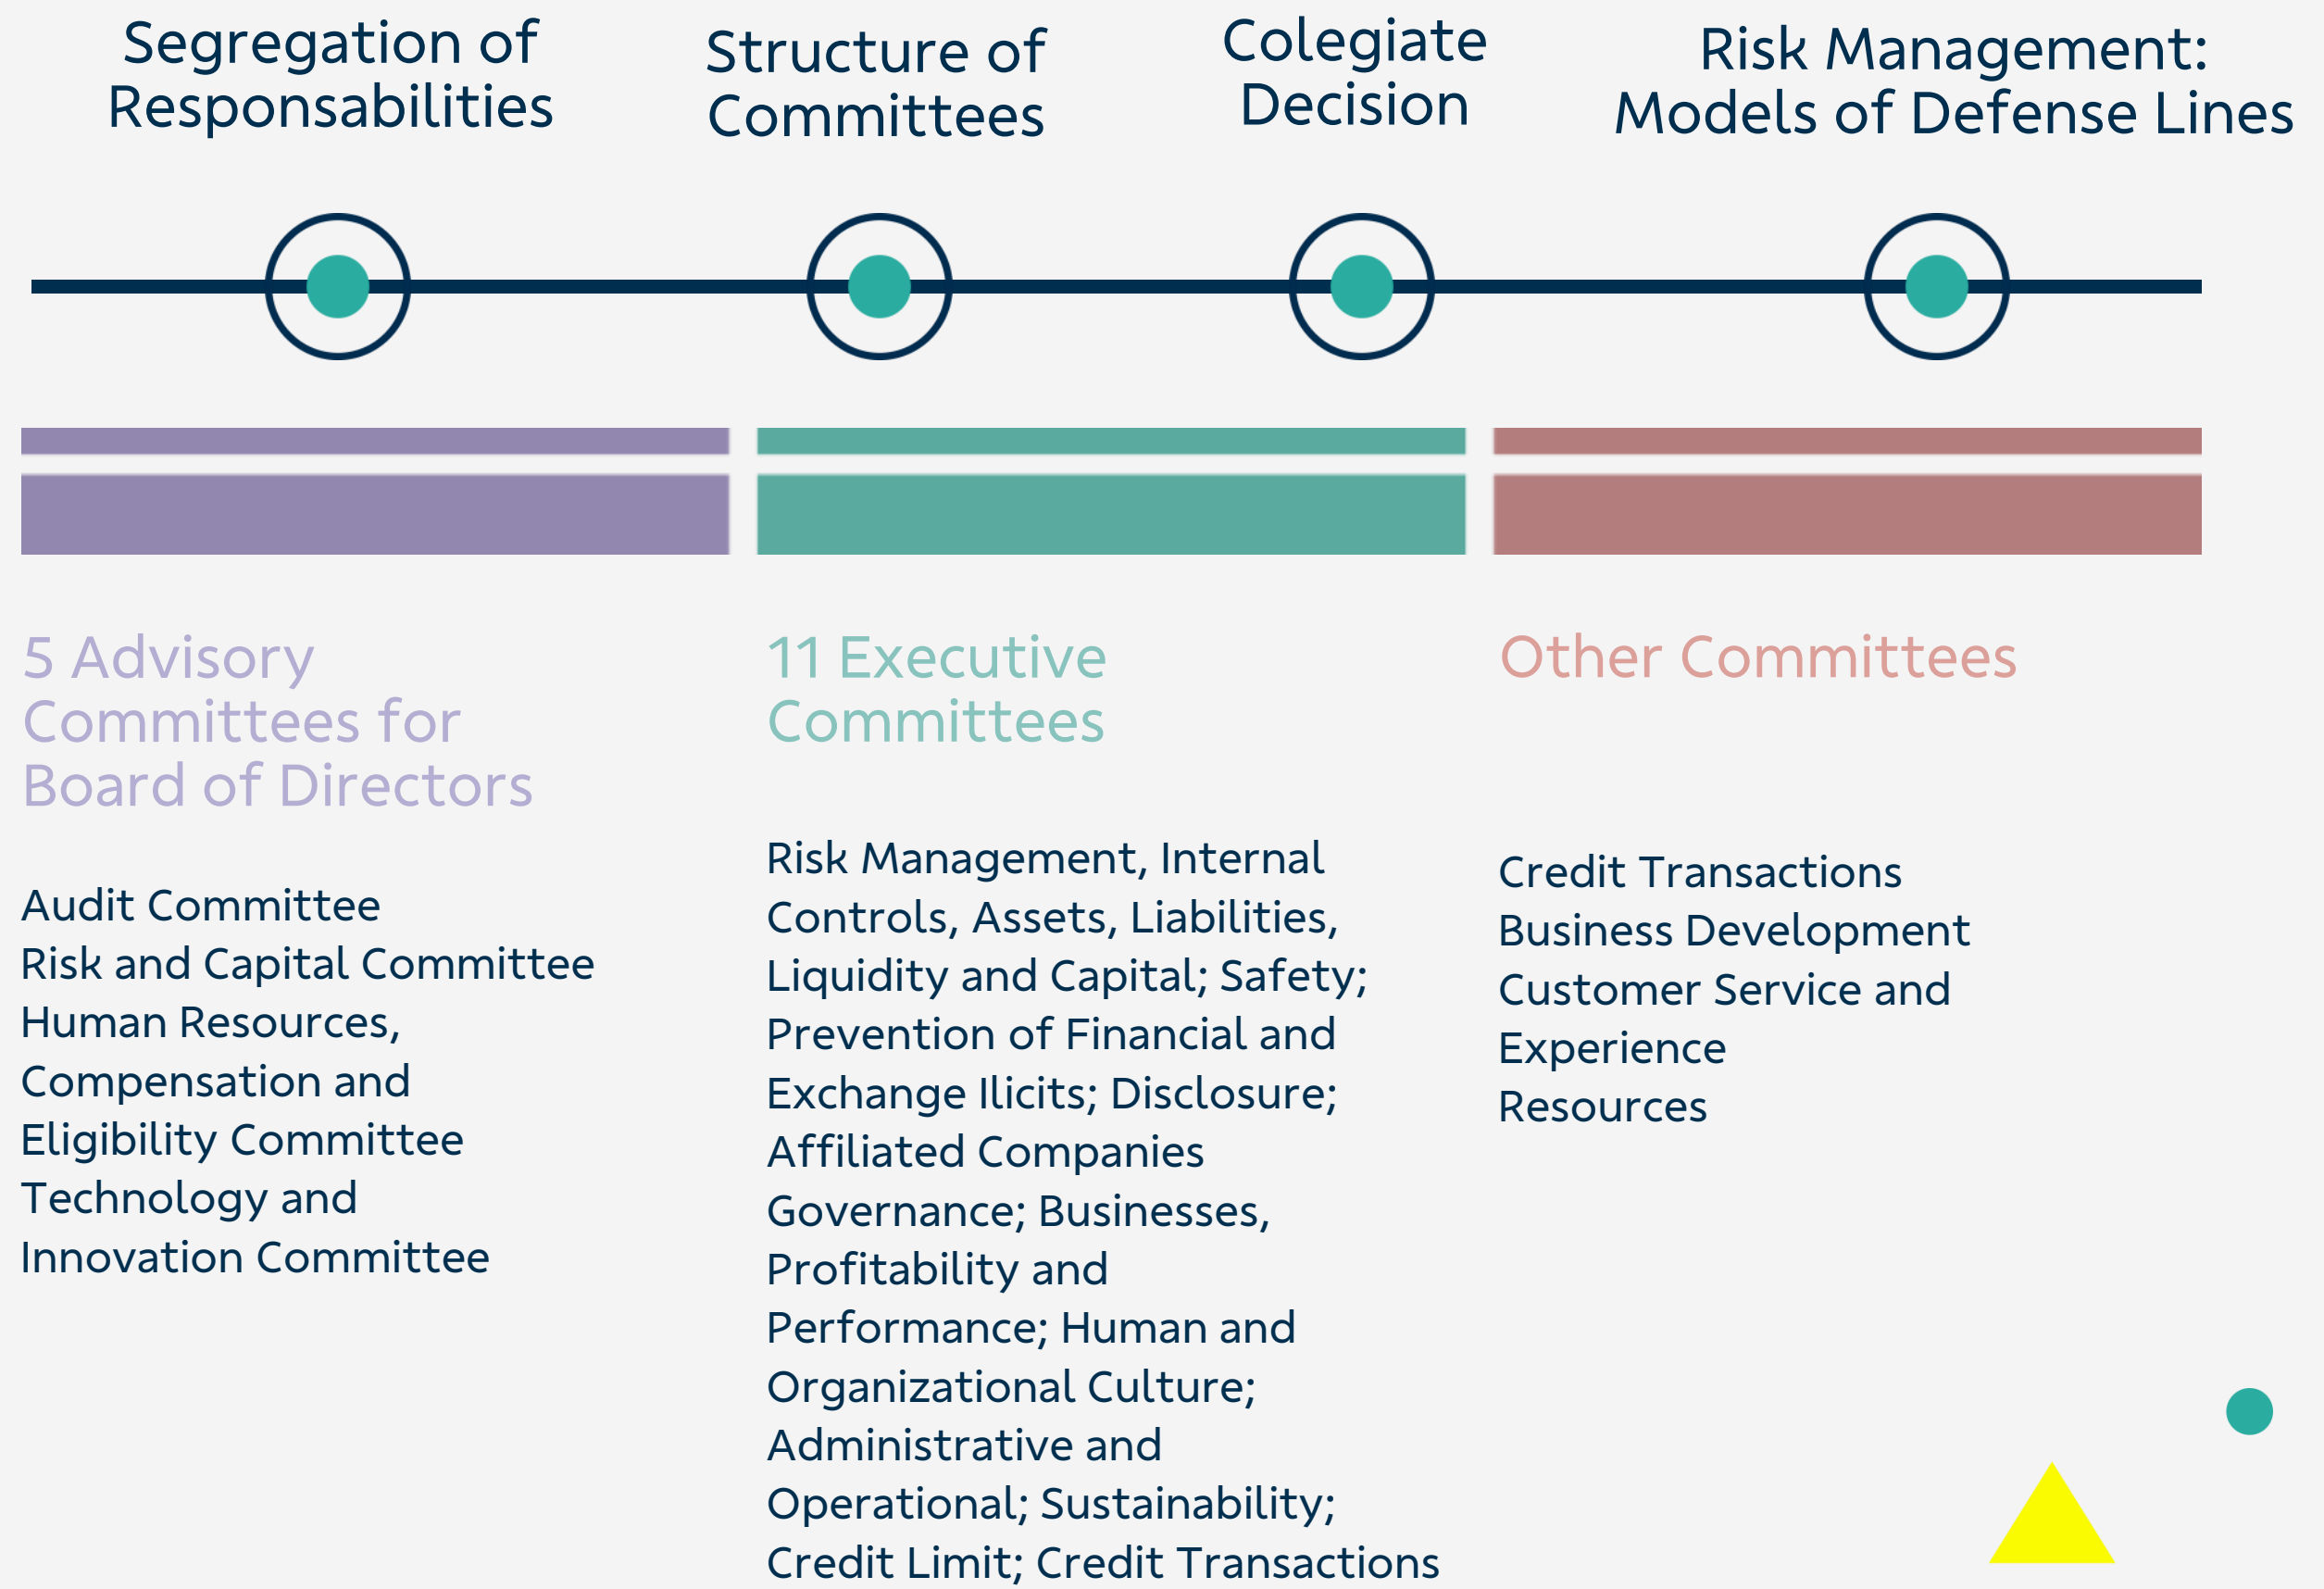 Segregation of
Responsabilities
Structure of
Committees
Colegiate
Decision
Risk Management:
Models of Defense Lines
5 Advisory
Committees for
Board of Directors
Audit Committee
Risk and Capital Committee
Human Resources,
Compensation and
Eligibility Committee
Technology and
Innovation Committee
11 Executive
Committees
Risk Management, Internal
Controls, Assets, Liabilities,
Liquidity and Capital; Safety;
Prevention of Financial and
Exchange Ilicits; Disclosure;
Affiliated Companies
Governance; Businesses,
Profitability and
Performance; Human and
Organizational Culture;
Administrative and
Operational; Sustainability;
Credit Limit; Credit Transactions
Other Committees
Credit Transactions
Business Development
Customer Service and
Experience
Resources